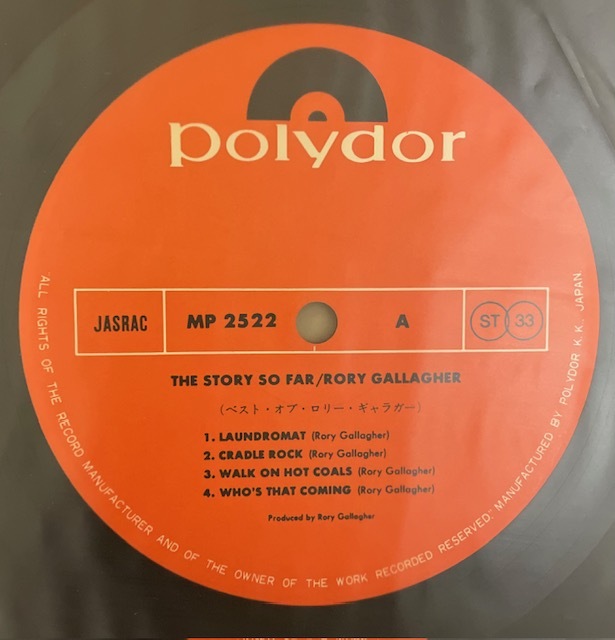 polydor
JASRAC
MP 2522
A
ST 33
THE STORY SO FAR/RORY GALLAGHER
(ベスト・オブ・ロリー・ギャラガー)
1. LAUNDROMAT (Rory Gallagher)
2. CRADLE ROCK (Rory Gallagher)
3. WALK ON HOT COALS (Rory Gallagher)
4. WHO'S THAT COMING (Rory Gallagher)
Produced by Rory Gallagher
"ALL RIGHTS OF THE RECORD MANUFACTURER AND OF THE OWNER OF THE WORK RECORDED RESERVED." MANUFACTURED BY POLYDOR K.K. JAPAN